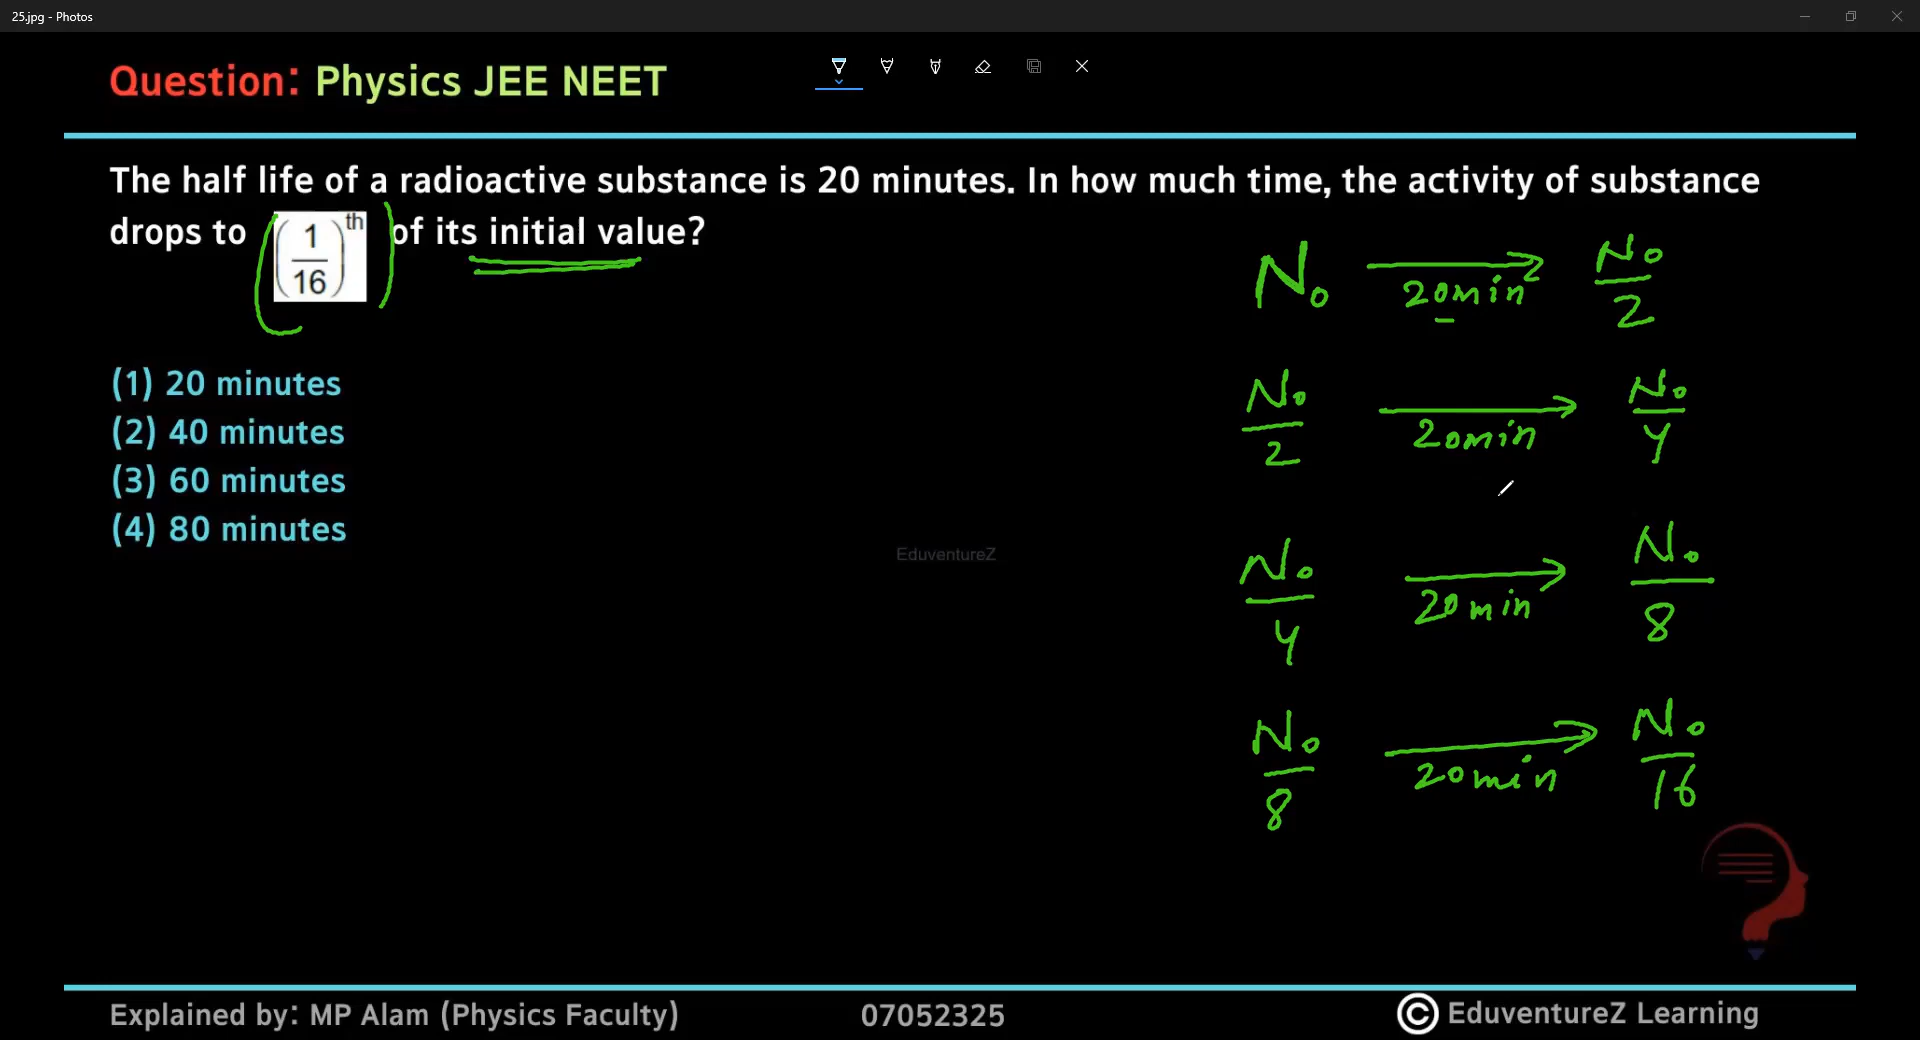 25.jpg - Photos
Question: Physics JEE NEET
The half life of a radioactive substance is 20 minutes. In how much time, the activity of substance
drops to (1/16)th of its initial value?
(1) 20 minutes
(2) 40 minutes
(3) 60 minutes
(4) 80 minutes
N₀ → 20min N₀/2
N₀/2 → 20min N₀/4
N₀/4 → 20min N₀/8
N₀/8 → 20min N₀/16
EduventureZ
Explained by: MP Alam (Physics Faculty)
07052325
© EduventureZ Learning